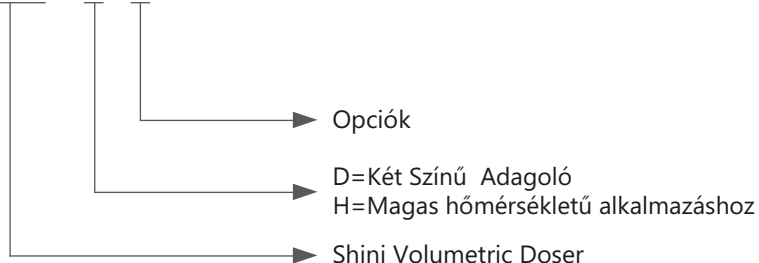 Opciók
D=Két Színű Adagoló
H=Magas hőmérsékletű alkalmazáshoz
Shini Volumetric Doser